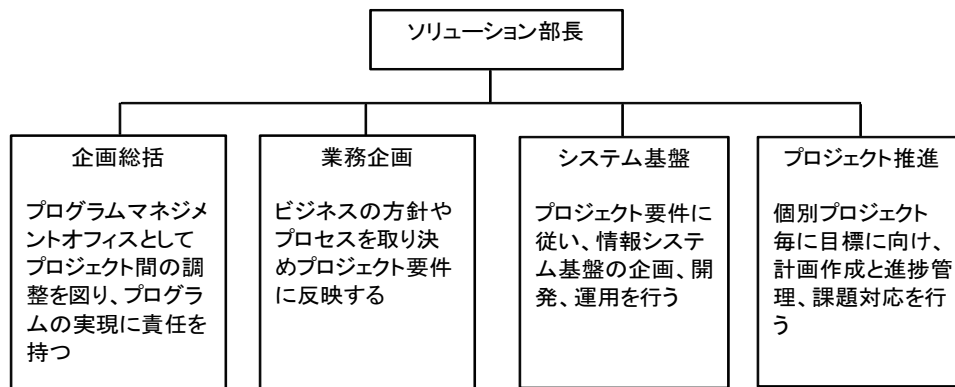 ソリューション部長
企画総括
プログラムマネジメ
ントオフィスとして
プロジェクト間の調
整を図り、プログラ
ムの実現に責任を
持つ
業務企画
ビジネスの方針や
プロセスを取り決
めプロジェクト要件
に反映する
システム基盤
プロジェクト要件に
従い、情報システ
ム基盤の企画、開
発、運用を行う
プロジェクト推進
個別プロジェクト
毎に目標に向け、
計画作成と進捗管
理、課題対応を行
う